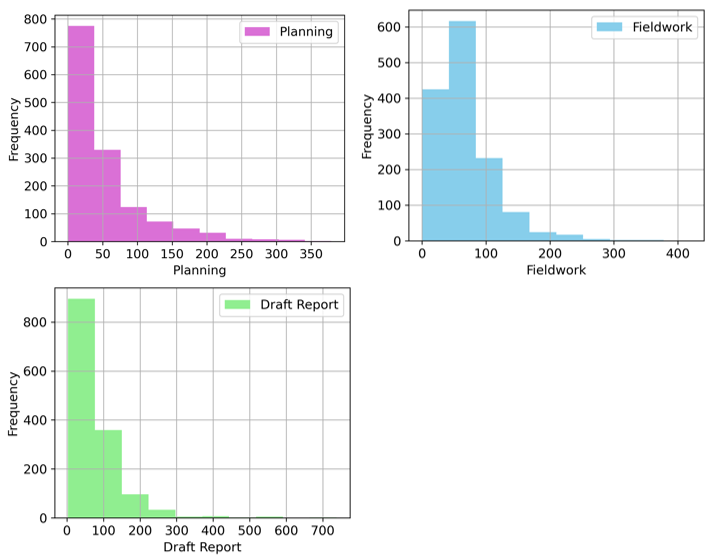 800
700
600
500
400
300
200
100
0
Frequency
Planning
0 50 100 150 200 250 300 350
Planning
600
500
400
300
200
100
0
Frequency
Fieldwork
0 100 200 300 400
Fieldwork
800
600
400
200
0
Frequency
Draft Report
0 100 200 300 400 500 600 700
Draft Report